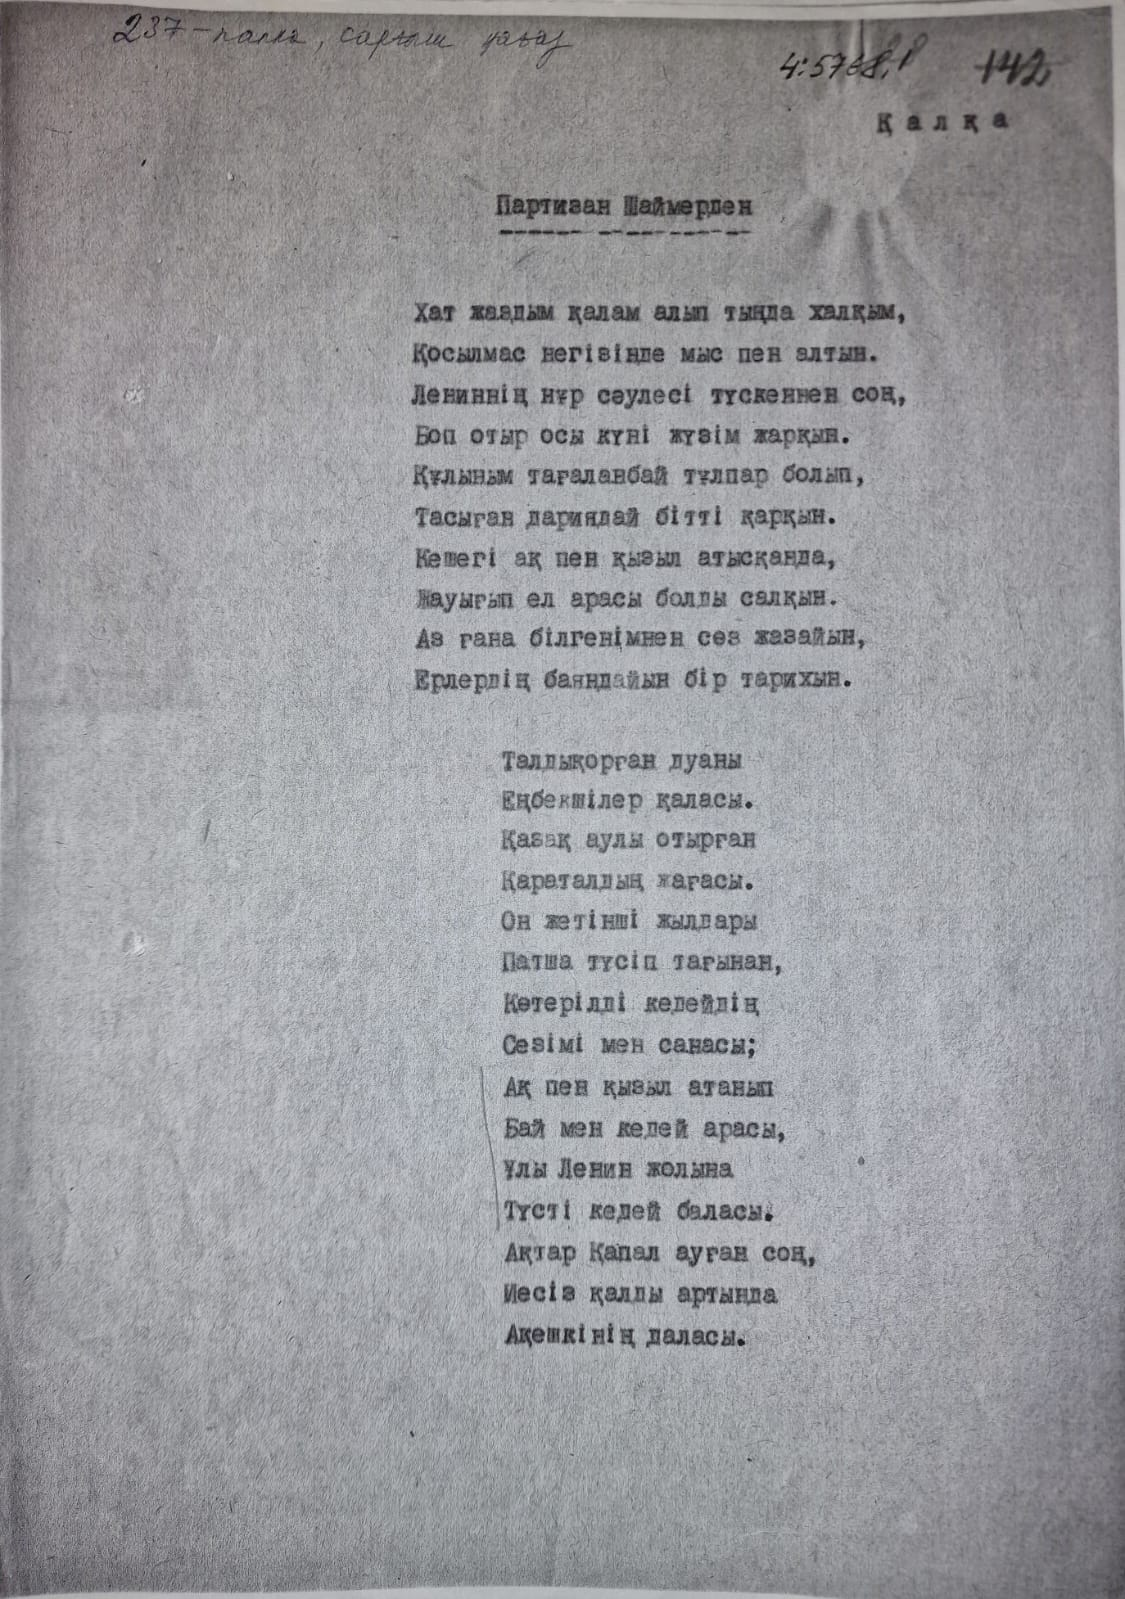 237-папка, сарғыш қағаз
142
Қалқа
Партизан Шаймерден
Хат жаздым қалам алып тыңда халқым,
Қосылмас негізінде мыс пен алтын.
Лениннің нұр сәулесі түскеннен соң,
Боп отыр осы күні жүзім жарқын.
Құлыным тағаланбай тұлпар болып,
Тасыған дариядай бітті қарқын.
Кешегі ақ пен қызыл атысқанда,
Жауығып ел арасы болды салқын.
Аз ғана білгенімнен сөз жазайын,
Ерлердің баяндайын бір тарихын.
Талдықорған дуаны
Еңбекшілер қаласы.
Қазақ аулы отырған
Қараталдың жағасы.
Он жетінші жылдары
Патша түсіп тағынан,
Көтерілді кедейдің
Сезімі мен санасы;
Ақ пен қызыл атанып
Бай мен кедей арасы,
Ұлы Ленин жолына
Түсті кедей баласы.
Ақтар Қапал ауған соң,
Иесіз қалды артында
Ақешкінің даласы.